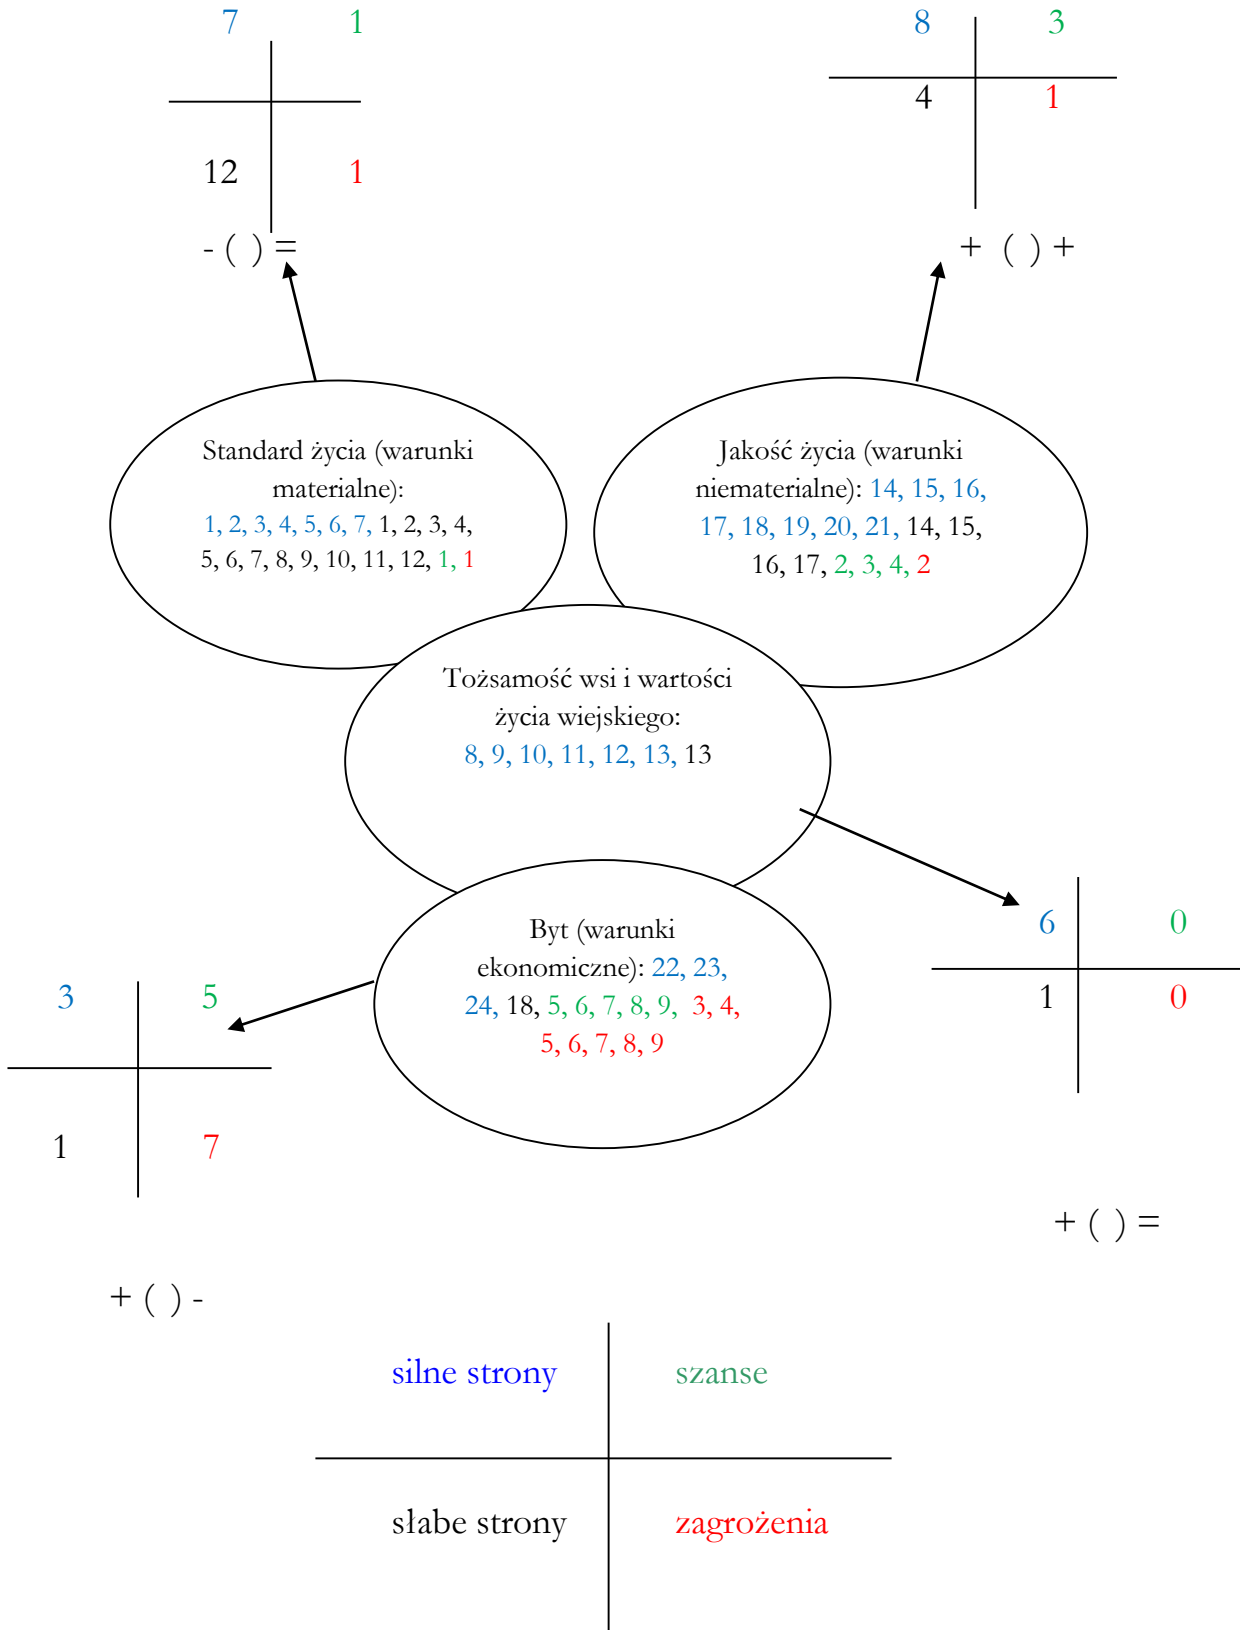 7 1
12 1
- ( ) =
8 3
4 1
+ ( ) +
Standard życia (warunki
materialne):
1, 2, 3, 4, 5, 6, 7, 1, 2, 3, 4,
5, 6, 7, 8, 9, 10, 11, 12, 1, 1
Jakość życia (warunki
niematerialne): 14, 15, 16,
17, 18, 19, 20, 21, 14, 15,
16, 17, 2, 3, 4, 2
Tożsamość wsi i wartości
życia wiejskiego:
8, 9, 10, 11, 12, 13, 13
Byt (warunki
ekonomiczne): 22, 23,
24, 18, 5, 6, 7, 8, 9, 3, 4,
5, 6, 7, 8, 9
6 0
1 0
+ ( ) =
3 5
1 7
+ ( ) -
silne strony szanse
słabe strony zagrożenia